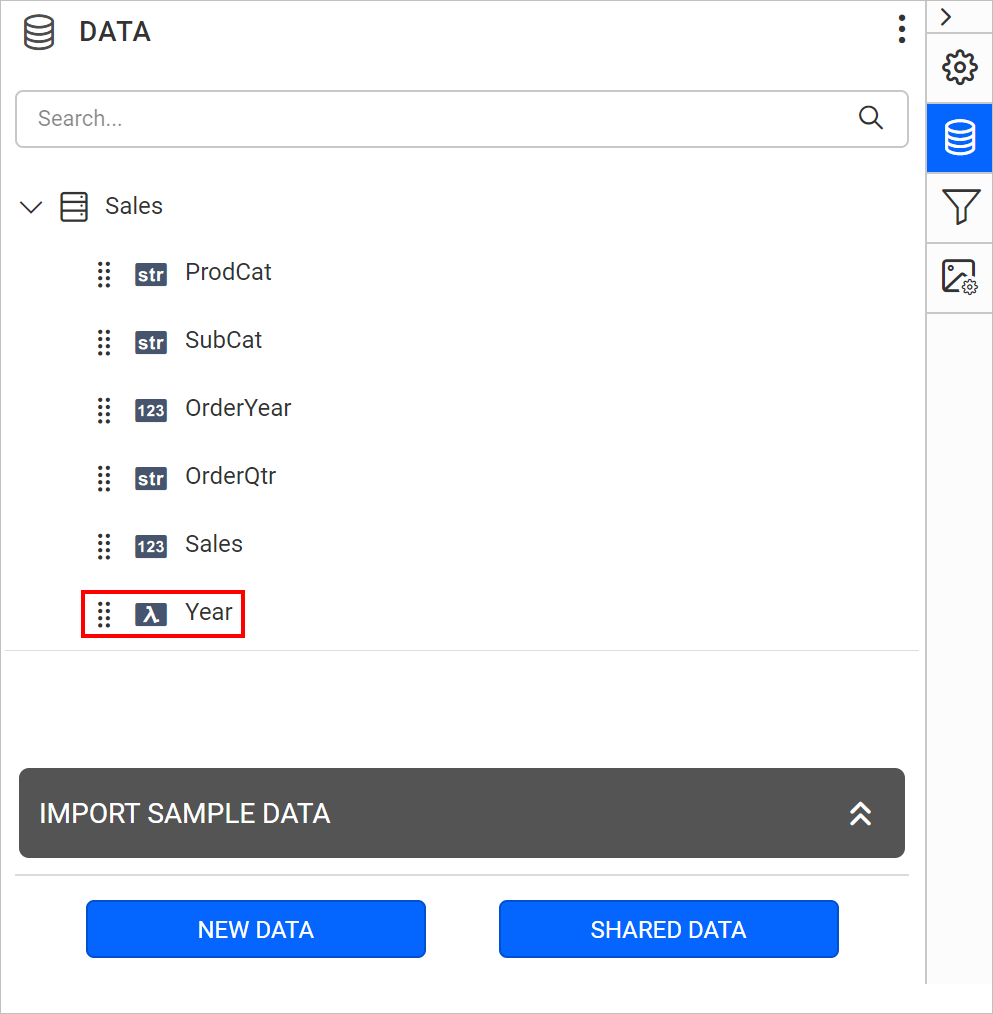 DATA
Search...
Sales
str ProdCat
str SubCat
123 OrderYear
str OrderQtr
123 Sales
λ Year
IMPORT SAMPLE DATA
NEW DATA
SHARED DATA